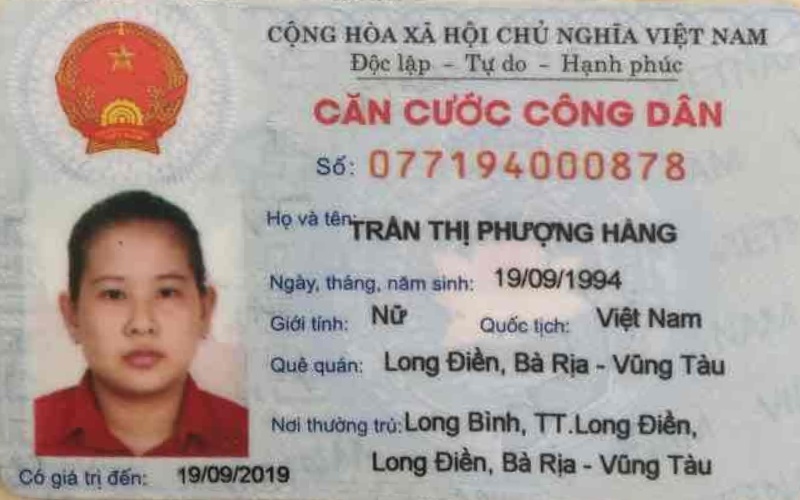 CỘNG HÒA XÃ HỘI CHỦ NGHĨA VIỆT NAM
Độc lập - Tự do - Hạnh phúc
CĂN CƯỚC CÔNG DÂN
Số: 077194000878
Họ và tên: TRẦN THỊ PHƯỢNG HẰNG
Ngày, tháng, năm sinh: 19/09/1994
Giới tính: Nữ Quốc tịch: Việt Nam
Quê quán: Long Điền, Bà Rịa - Vũng Tàu
Nơi thường trú: Long Bình, TT.Long Điền,
Long Điền, Bà Rịa - Vũng Tàu
Có giá trị đến: 19/09/2019